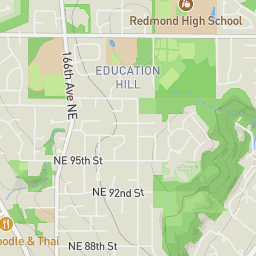 Redmond High School
EDUCATION
HILL
166th Ave NE
NE 95th St
NE 92nd St
oodle & Thai
NE 88th St